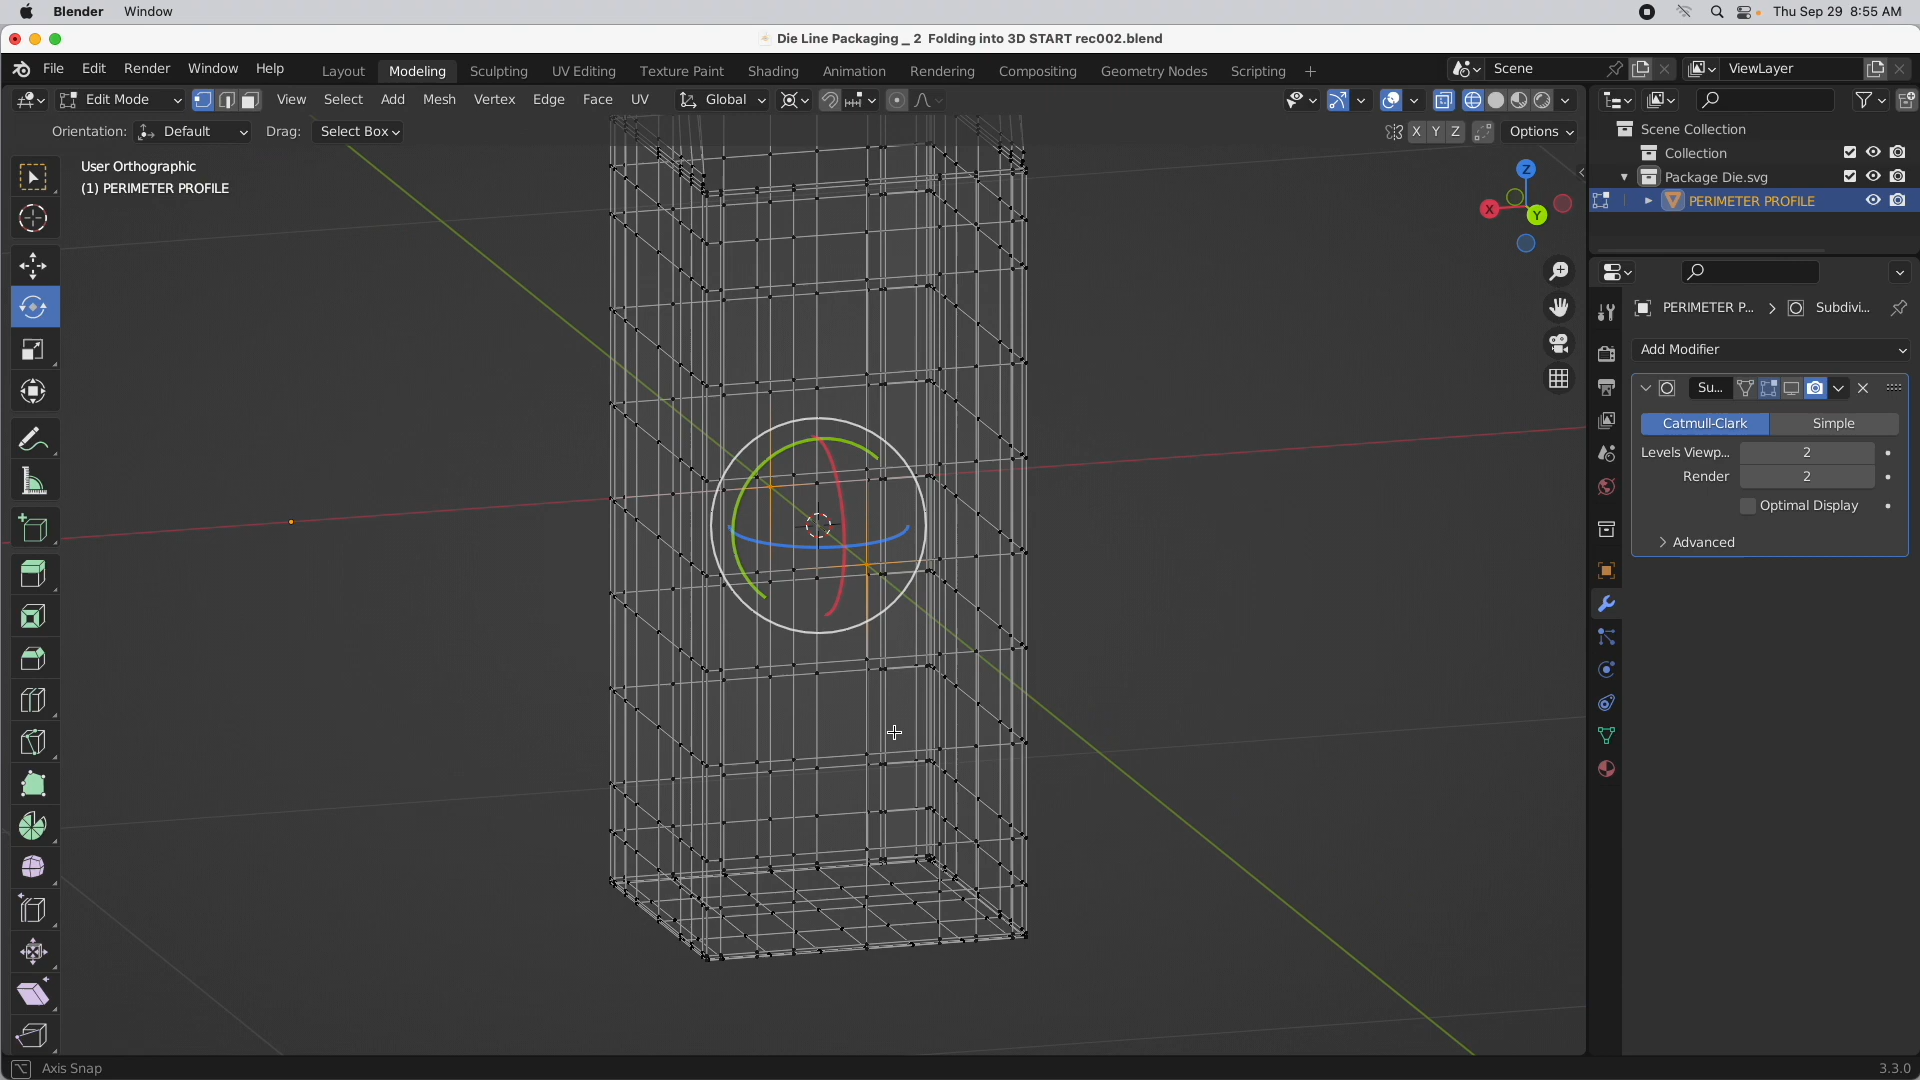 Blender Window Thu Sep 29 8:55 AM
Die Line Packaging _ 2 Folding into 3D START rec002.blend
File Edit Render Window Help Layout Modeling Sculpting UV Editing Texture Paint Shading Animation Rendering Compositing Geometry Nodes Scripting + Scene ViewLayer
Edit Mode View Select Add Mesh Vertex Edge Face UV Global
Orientation: Default Drag: Select Box X Y Z Options
Scene Collection
Collection
Package Die.svg
PERIMETER PROFILE
User Orthographic
(1) PERIMETER PROFILE
Z
X
Y
PERIMETER P... Subdivi...
Add Modifier
Su...
Catmull-Clark Simple
Levels Viewp... 2
Render 2
Optimal Display
Advanced
Axis Snap 3.3.0